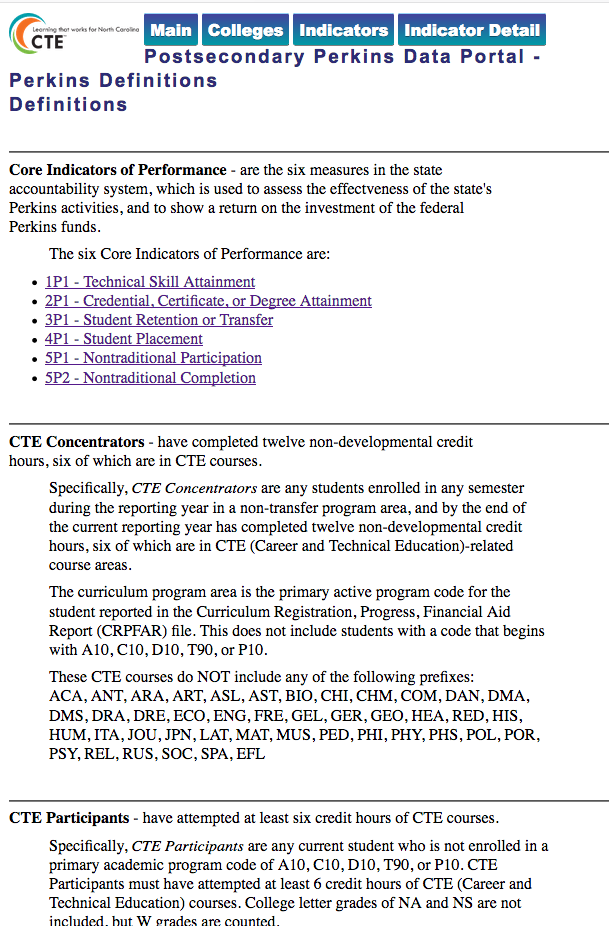 Learning that works for North Carolina
CTE™
Main Colleges Indicators Indicator Detail
Postsecondary Perkins Data Portal -
Perkins Definitions
Definitions
Core Indicators of Performance - are the six measures in the state
accountability system, which is used to assess the effectveness of the state's
Perkins activities, and to show a return on the investment of the federal
Perkins funds.
The six Core Indicators of Performance are:
• 1P1 - Technical Skill Attainment
• 2P1 - Credential, Certificate, or Degree Attainment
• 3P1 - Student Retention or Transfer
• 4P1 - Student Placement
• 5P1 - Nontraditional Participation
• 5P2 - Nontraditional Completion
CTE Concentrators - have completed twelve non-developmental credit
hours, six of which are in CTE courses.
Specifically, CTE Concentrators are any students enrolled in any semester
during the reporting year in a non-transfer program area, and by the end of
the current reporting year has completed twelve non-developmental credit
hours, six of which are in CTE (Career and Technical Education)-related
course areas.
The curriculum program area is the primary active program code for the
student reported in the Curriculum Registration, Progress, Financial Aid
Report (CRPFAR) file. This does not include students with a code that begins
with A10, C10, D10, T90, or P10.
These CTE courses do NOT include any of the following prefixes:
ACA, ANT, ARA, ART, ASL, AST, BIO, CHI, CHM, COM, DAN, DMA,
DMS, DRA, DRE, ECO, ENG, FRE, GEL, GER, GEO, HEA, RED, HIS,
HUM, ITA, JOU, JPN, LAT, MAT, MUS, PED, PHI, PHY, PHS, POL, POR,
PSY, REL, RUS, SOC, SPA, EFL
CTE Participants - have attempted at least six credit hours of CTE courses.
Specifically, CTE Participants are any current student who is not enrolled in a
primary academic program code of A10, C10, D10, T90, or P10. CTE
Participants must have attempted at least 6 credit hours of CTE (Career and
Technical Education) courses. College letter grades of NA and NS are not
included, but W grades are counted.